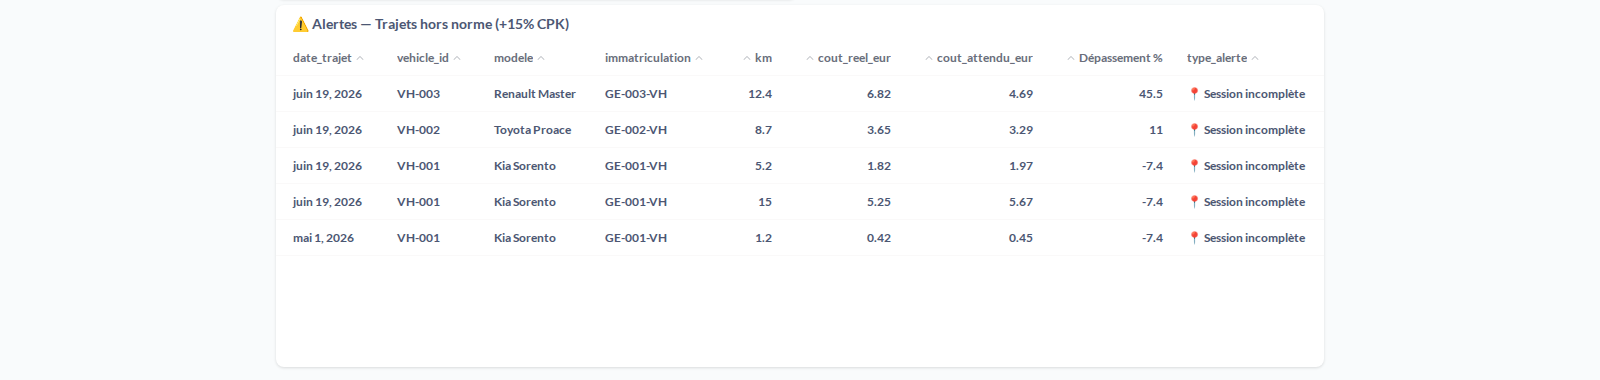 ⚠️ Alertes — Trajets hors norme (+15% CPK)
date_trajet vehicle_id modele immatriculation km cout_reel_eur cout_attendu_eur Dépassement % type_alerte
juin 19, 2026 VH-003 Renault Master GE-003-VH 12.4 6.82 4.69 45.5 📍 Session incomplète
juin 19, 2026 VH-002 Toyota Proace GE-002-VH 8.7 3.65 3.29 11 📍 Session incomplète
juin 19, 2026 VH-001 Kia Sorento GE-001-VH 5.2 1.82 1.97 -7.4 📍 Session incomplète
juin 19, 2026 VH-001 Kia Sorento GE-001-VH 15 5.25 5.67 -7.4 📍 Session incomplète
mai 1, 2026 VH-001 Kia Sorento GE-001-VH 1.2 0.42 0.45 -7.4 📍 Session incomplète